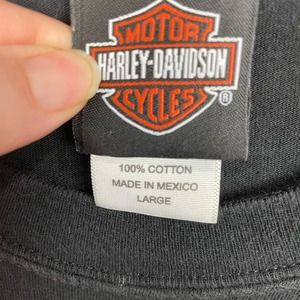 MOTOR
HARLEY-DAVIDSON
CYCLES
®
100% COTTON
MADE IN MEXICO
LARGE